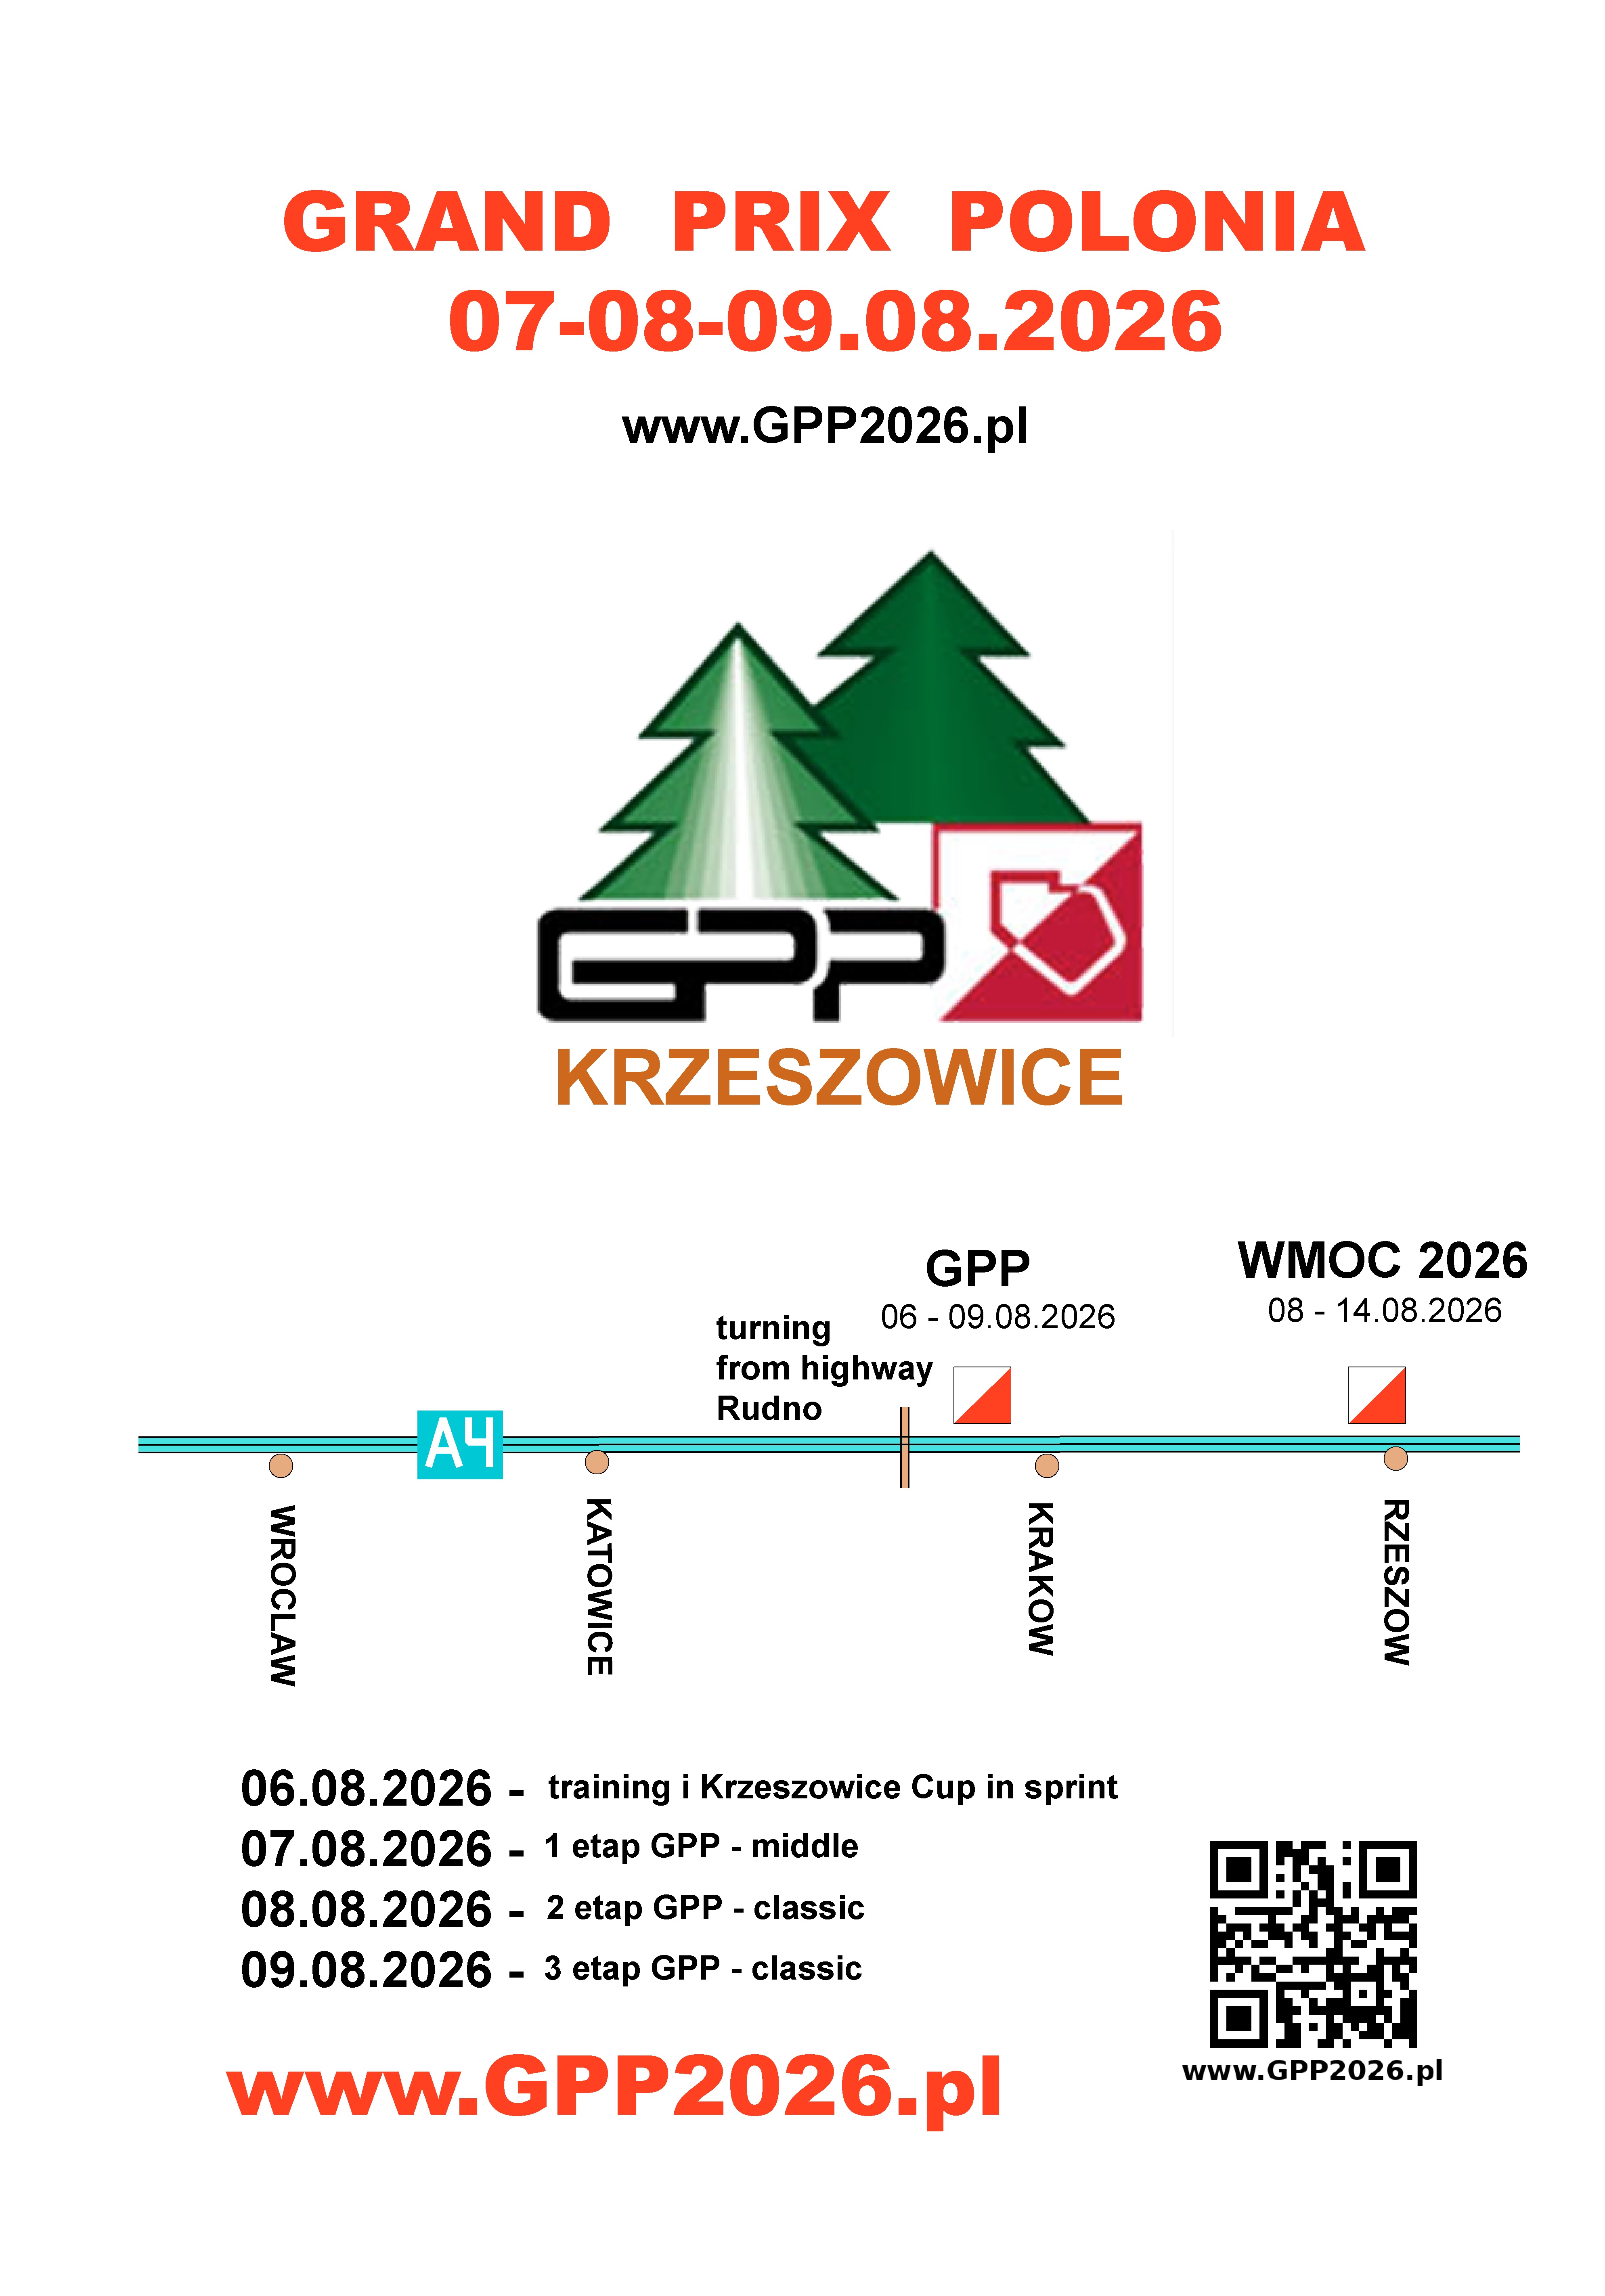 GRAND PRIX POLONIA
07-08-09.08.2026
www.GPP2026.pl
GPP
KRZESZOWICE
GPP
06 - 09.08.2026
WMOC 2026
08 - 14.08.2026
turning
from highway
Rudno
A4
WROCLAW
KATOWICE
KRAKOW
RZESZOW
06.08.2026 - training i Krzeszowice Cup in sprint
07.08.2026 - 1 etap GPP - middle
08.08.2026 - 2 etap GPP - classic
09.08.2026 - 3 etap GPP - classic
www.GPP2026.pl
www.GPP2026.pl